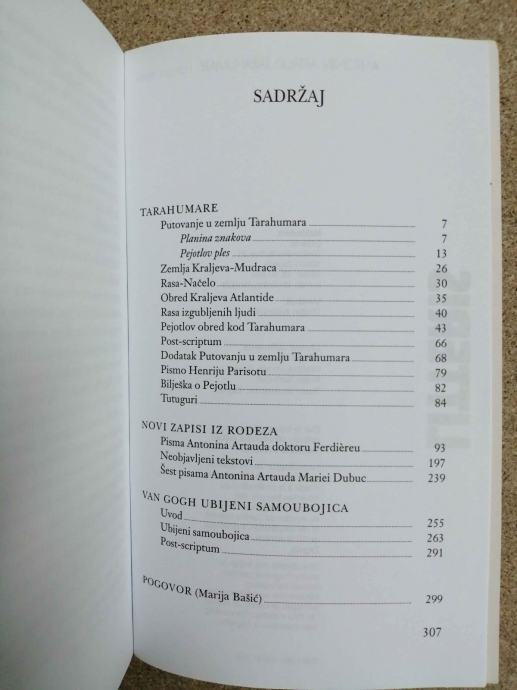 SADRŽAJ
TARAHUMARE
Putovanje u zemlju Tarahumara 7
Planina znakova 7
Pejotlov ples 13
Zemlja Kraljeva-Mudraca 26
Rasa-Načelo 30
Obred Kraljeva Atlantide 35
Rasa izgubljenih ljudi 40
Pejotlov obred kod Tarahumara 43
Post-scriptum 66
Dodatak Putovanju u zemlju Tarahumara 68
Pismo Henriju Parisotu 79
Bilješka o Pejotlu 82
Tutuguri 84
NOVI ZAPISI IZ RODEZA
Pisma Antonina Artauda doktoru Ferdièreu 93
Neobjavljeni tekstovi 197
Šest pisama Antonina Artauda Mariei Dubuc 239
VAN GOGH UBIJENI SAMOUBOJICA
Uvod 255
Ubijeni samoubojica 263
Post-scriptum 291
POGOVOR (Marija Bašić) 299
307